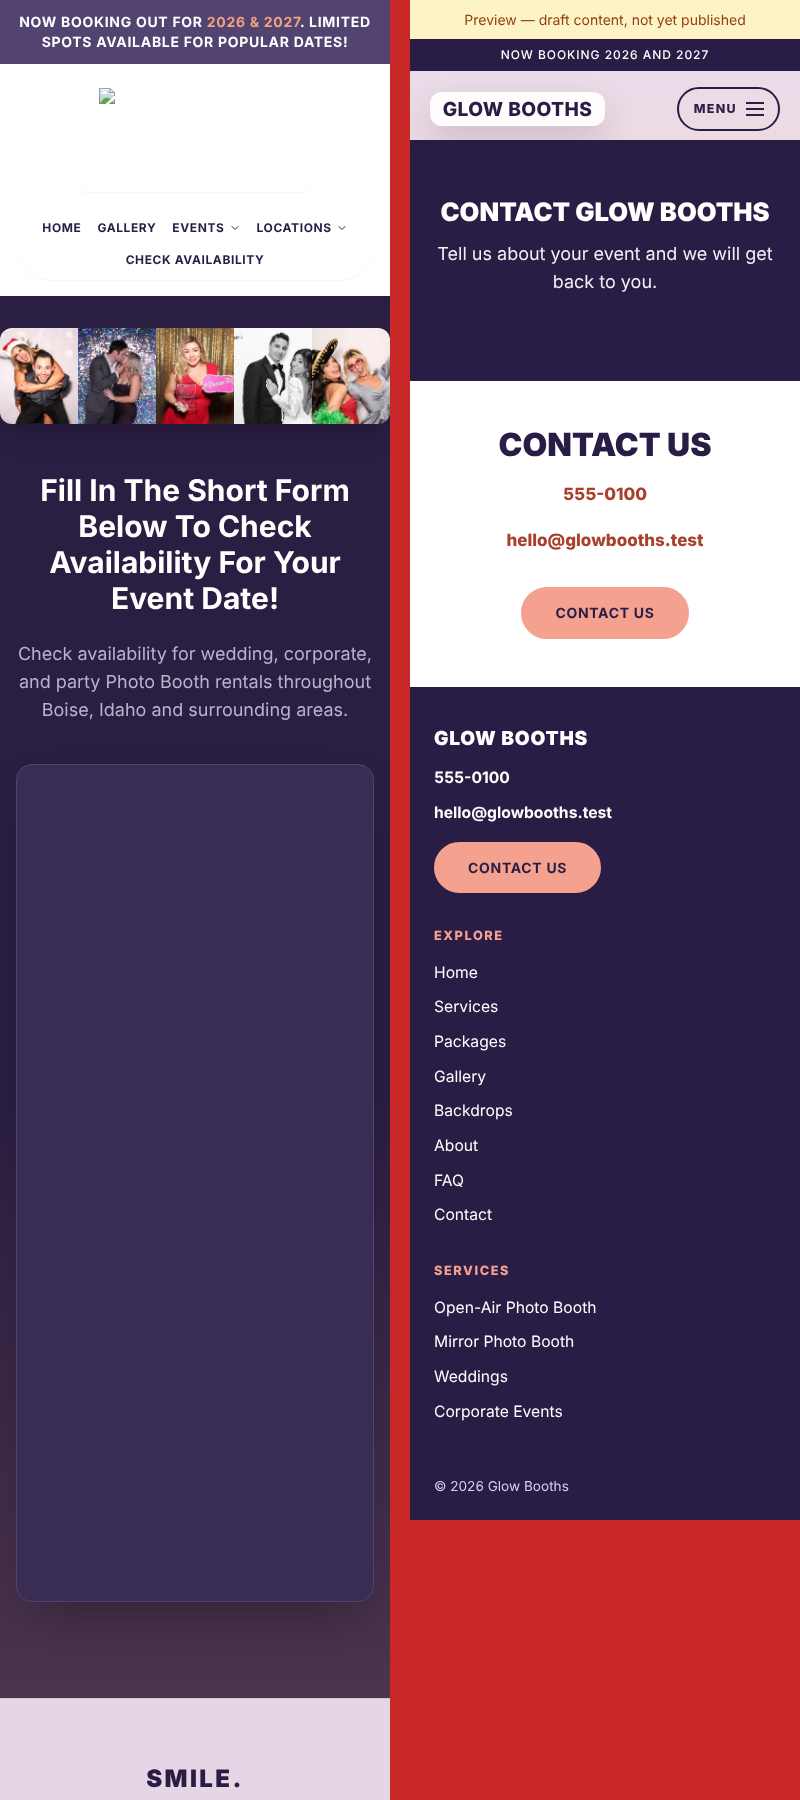 NOW BOOKING OUT FOR 2026 & 2027. LIMITED
SPOTS AVAILABLE FOR POPULAR DATES!
HOME GALLERY EVENTS LOCATIONS
CHECK AVAILABILITY
Fill In The Short Form
Below To Check
Availability For Your
Event Date!
Check availability for wedding, corporate,
and party Photo Booth rentals throughout
Boise, Idaho and surrounding areas.
SMILE.
Preview — draft content, not yet published
NOW BOOKING 2026 AND 2027
GLOW BOOTHS
MENU
CONTACT GLOW BOOTHS
Tell us about your event and we will get
back to you.
CONTACT US
555-0100
hello@glowbooths.test
CONTACT US
GLOW BOOTHS
555-0100
hello@glowbooths.test
CONTACT US
EXPLORE
Home
Services
Packages
Gallery
Backdrops
About
FAQ
Contact
SERVICES
Open-Air Photo Booth
Mirror Photo Booth
Weddings
Corporate Events
© 2026 Glow Booths